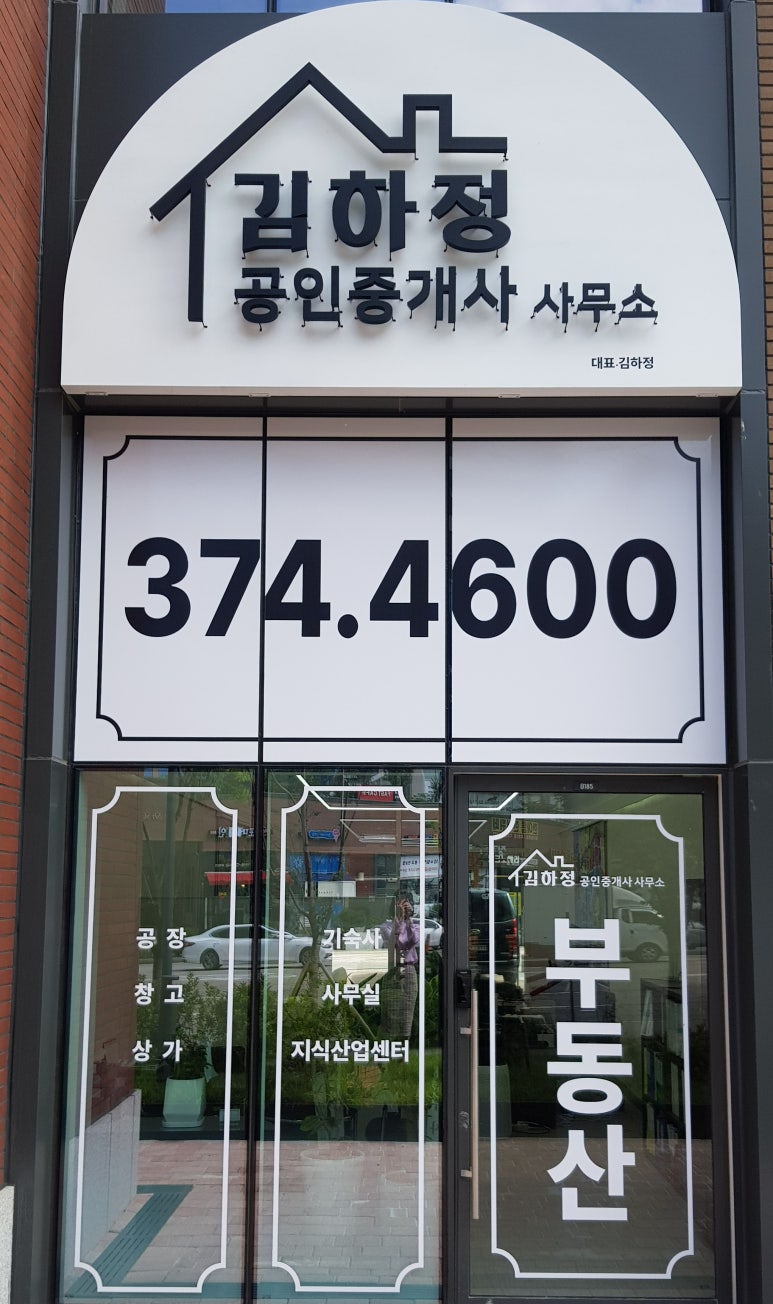 김하정
공인중개사 사무소
대표.김하정
374.4600
B185
김하정 공인중개사 사무소
공장
창고
상가
기숙사
사무실
지식산업센터
부동산